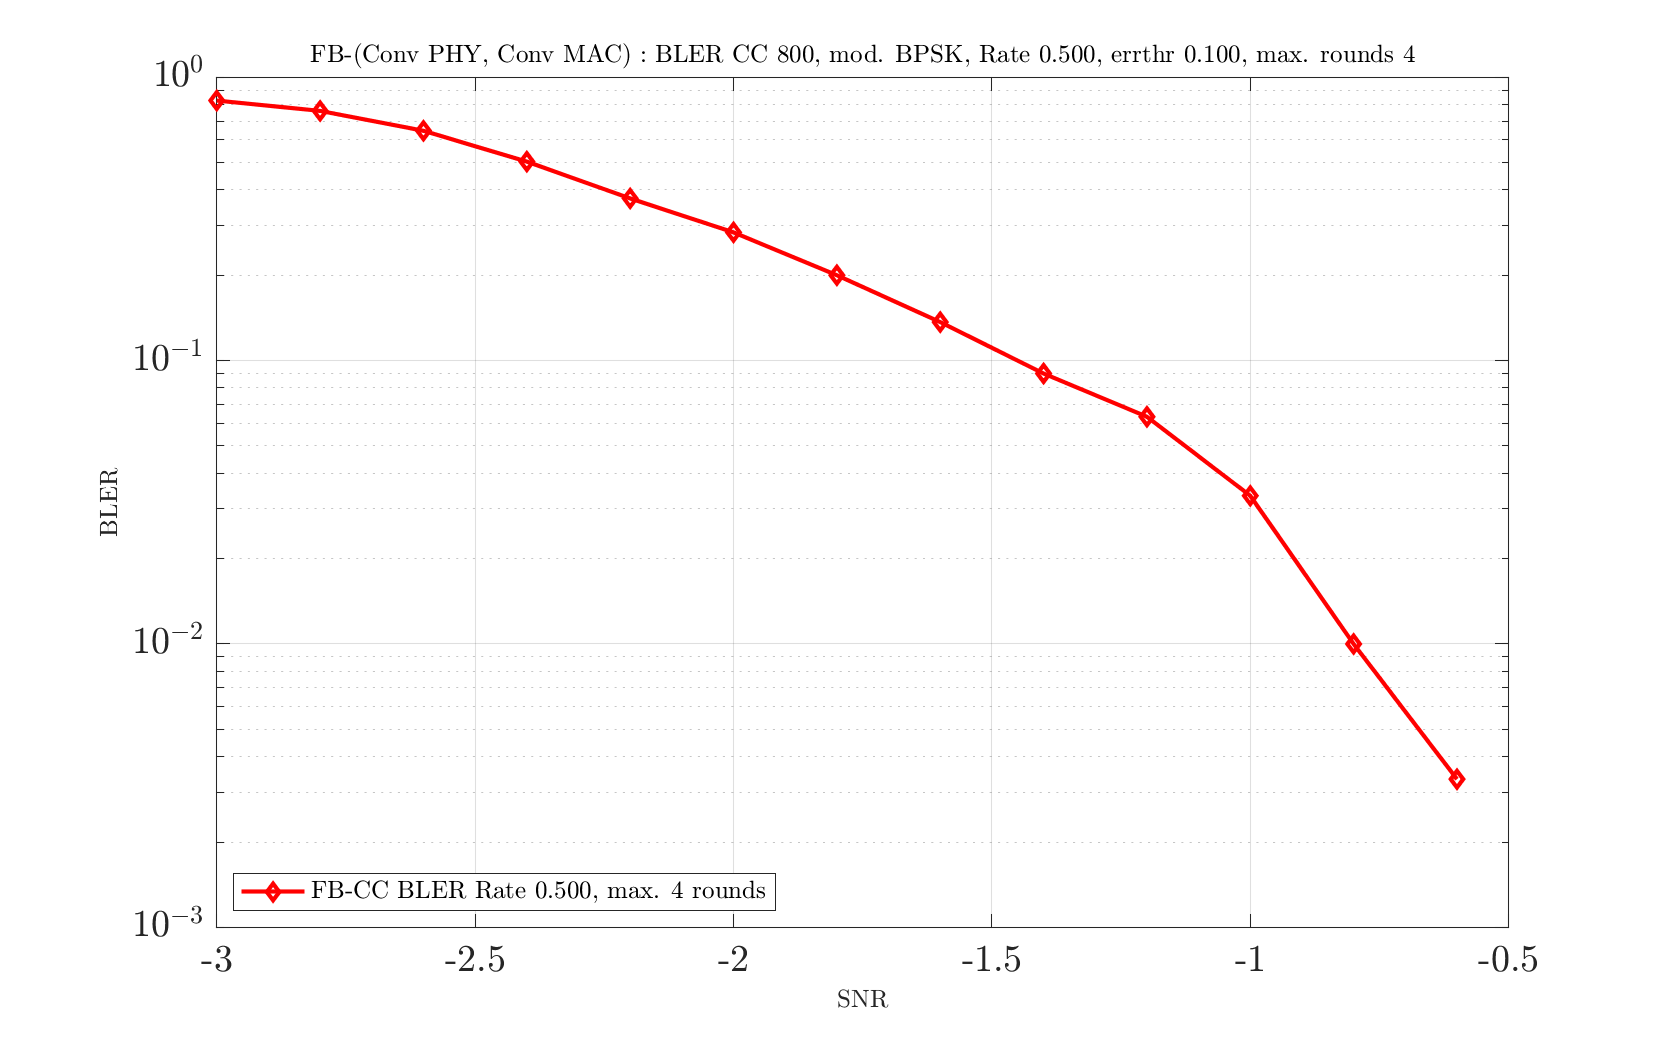 FB-(Conv PHY, Conv MAC) : BLER CC 800, mod. BPSK, Rate 0.500, errthr 0.100, max. rounds 4
10^0
10^{-1}
10^{-2}
10^{-3}
BLER
FB-CC BLER Rate 0.500, max. 4 rounds
-3 -2.5 -2 -1.5 -1 -0.5
SNR